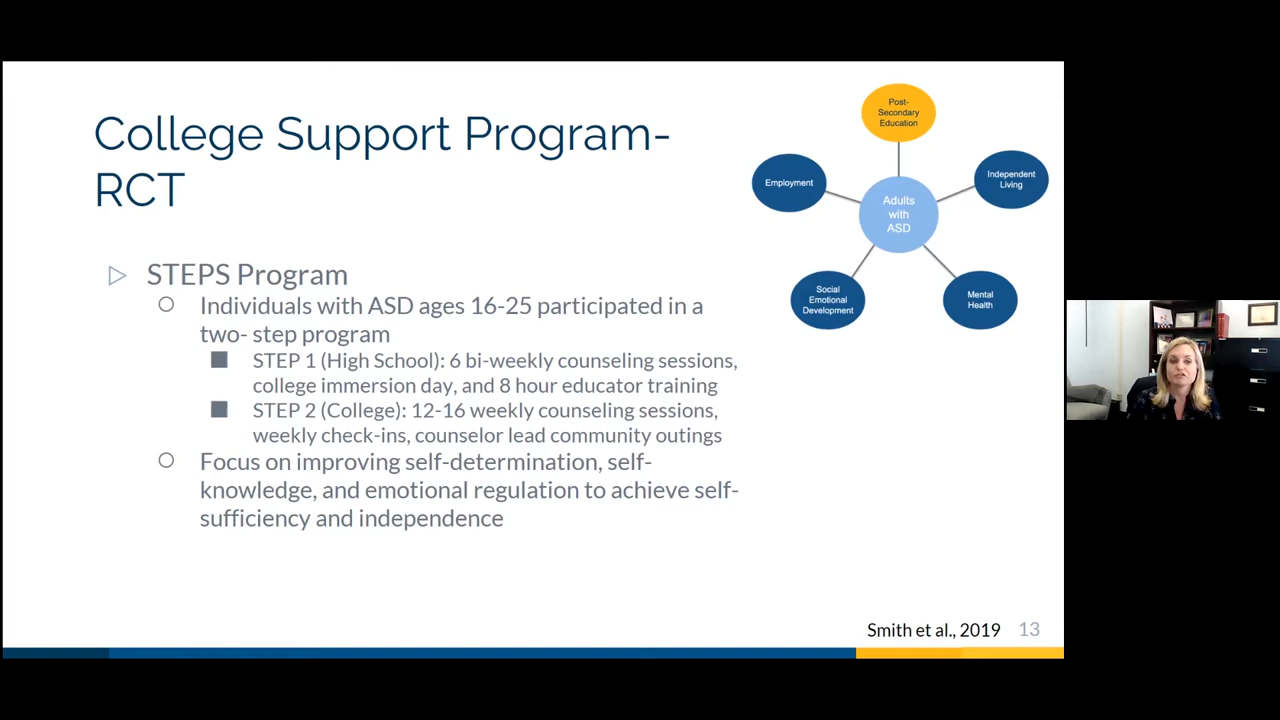 College Support Program-
RCT
STEPS Program
Individuals with ASD ages 16-25 participated in a
two- step program
STEP 1 (High School): 6 bi-weekly counseling sessions,
college immersion day, and 8 hour educator training
STEP 2 (College): 12-16 weekly counseling sessions,
weekly check-ins, counselor lead community outings
Focus on improving self-determination, self-
knowledge, and emotional regulation to achieve self-
sufficiency and independence
Post-
Secondary
Education
Employment
Independent
Living
Adults
with
ASD
Social
Emotional
Development
Mental
Health
Smith et al., 2019 13